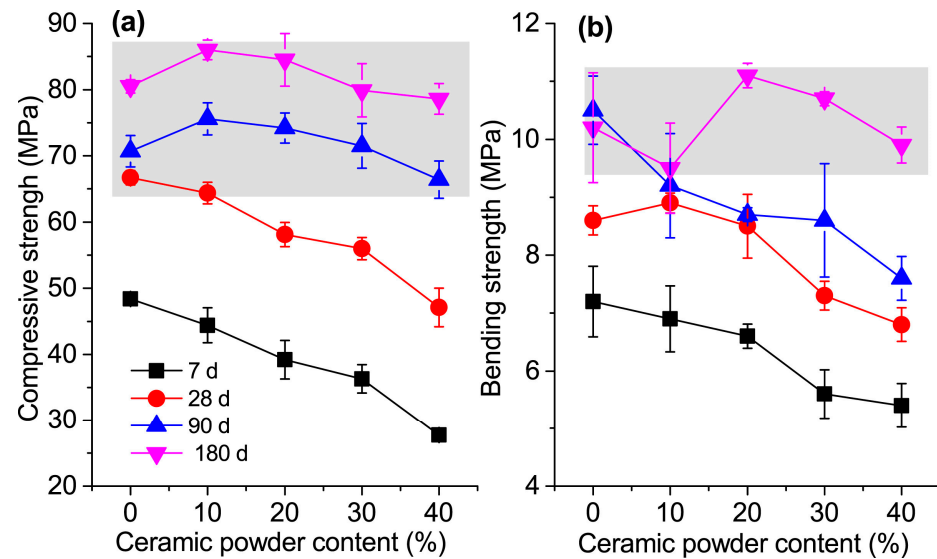 (a)
Compressive strengh (MPa)
90
80
70
60
50
40
30
20
7 d
28 d
90 d
180 d
0 10 20 30 40
Ceramic powder content (%)
(b)
Bending strength (MPa)
12
10
8
6
4
0 10 20 30 40
Ceramic powder content (%)